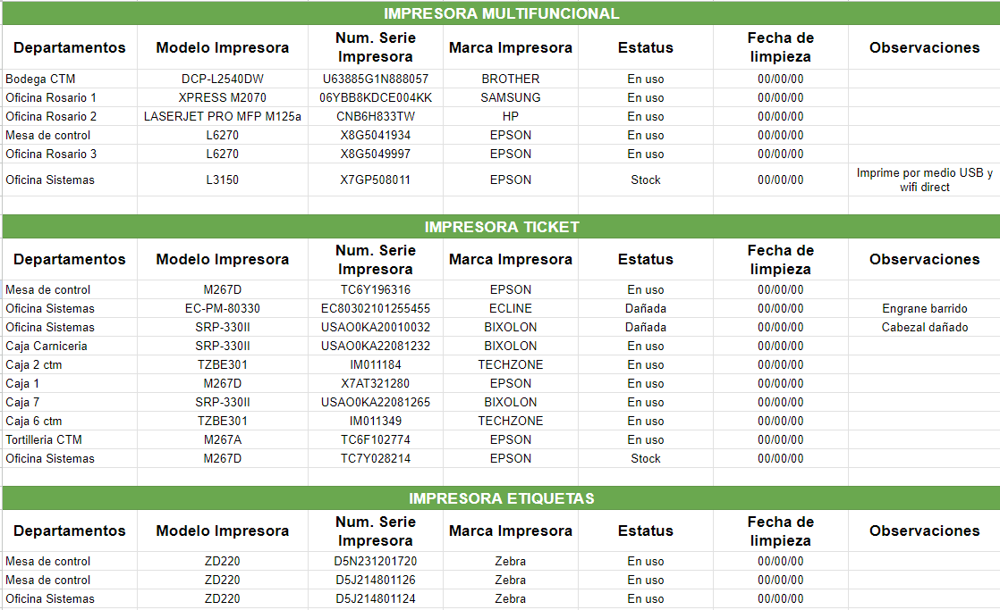 IMPRESORA MULTIFUNCIONAL
Departamentos Modelo Impresora Num. Serie Impresora Marca Impresora Estatus Fecha de limpieza Observaciones
Bodega CTM DCP-L2540DW U63885G1N888057 BROTHER En uso 00/00/00
Oficina Rosario 1 XPRESS M2070 06YBB8KDCE004KK SAMSUNG En uso 00/00/00
Oficina Rosario 2 LASERJET PRO MFP M125a CNB6H833TW HP En uso 00/00/00
Mesa de control L6270 X8G5041934 EPSON En uso 00/00/00
Oficina Rosario 3 L6270 X8G5049997 EPSON En uso 00/00/00
Oficina Sistemas L3150 X7GP508011 EPSON Stock 00/00/00 Imprime por medio USB y wifi direct
IMPRESORA TICKET
Departamentos Modelo Impresora Num. Serie Impresora Marca Impresora Estatus Fecha de limpieza Observaciones
Mesa de control M267D TC6Y196316 EPSON En uso 00/00/00
Oficina Sistemas EC-PM-80330 EC80302101255455 ECLINE Dañada 00/00/00 Engrane barrido
Oficina Sistemas SRP-330II USAO0KA20010032 BIXOLON Dañada 00/00/00 Cabezal dañado
Caja Carniceria SRP-330II USAO0KA22081232 BIXOLON En uso 00/00/00
Caja 2 ctm TZBE301 IM011184 TECHZONE En uso 00/00/00
Caja 1 M267D X7AT321280 EPSON En uso 00/00/00
Caja 7 SRP-330II USAO0KA22081265 BIXOLON En uso 00/00/00
Caja 6 ctm TZBE301 IM011349 TECHZONE En uso 00/00/00
Tortilleria CTM M267A TC6F102774 EPSON En uso 00/00/00
Oficina Sistemas M267D TC7Y028214 EPSON Stock 00/00/00
IMPRESORA ETIQUETAS
Departamentos Modelo Impresora Num. Serie Impresora Marca Impresora Estatus Fecha de limpieza Observaciones
Mesa de control ZD220 D5N231201720 Zebra En uso 00/00/00
Mesa de control ZD220 D5J214801126 Zebra En uso 00/00/00
Oficina Sistemas ZD220 D5J214801124 Zebra En uso 00/00/00